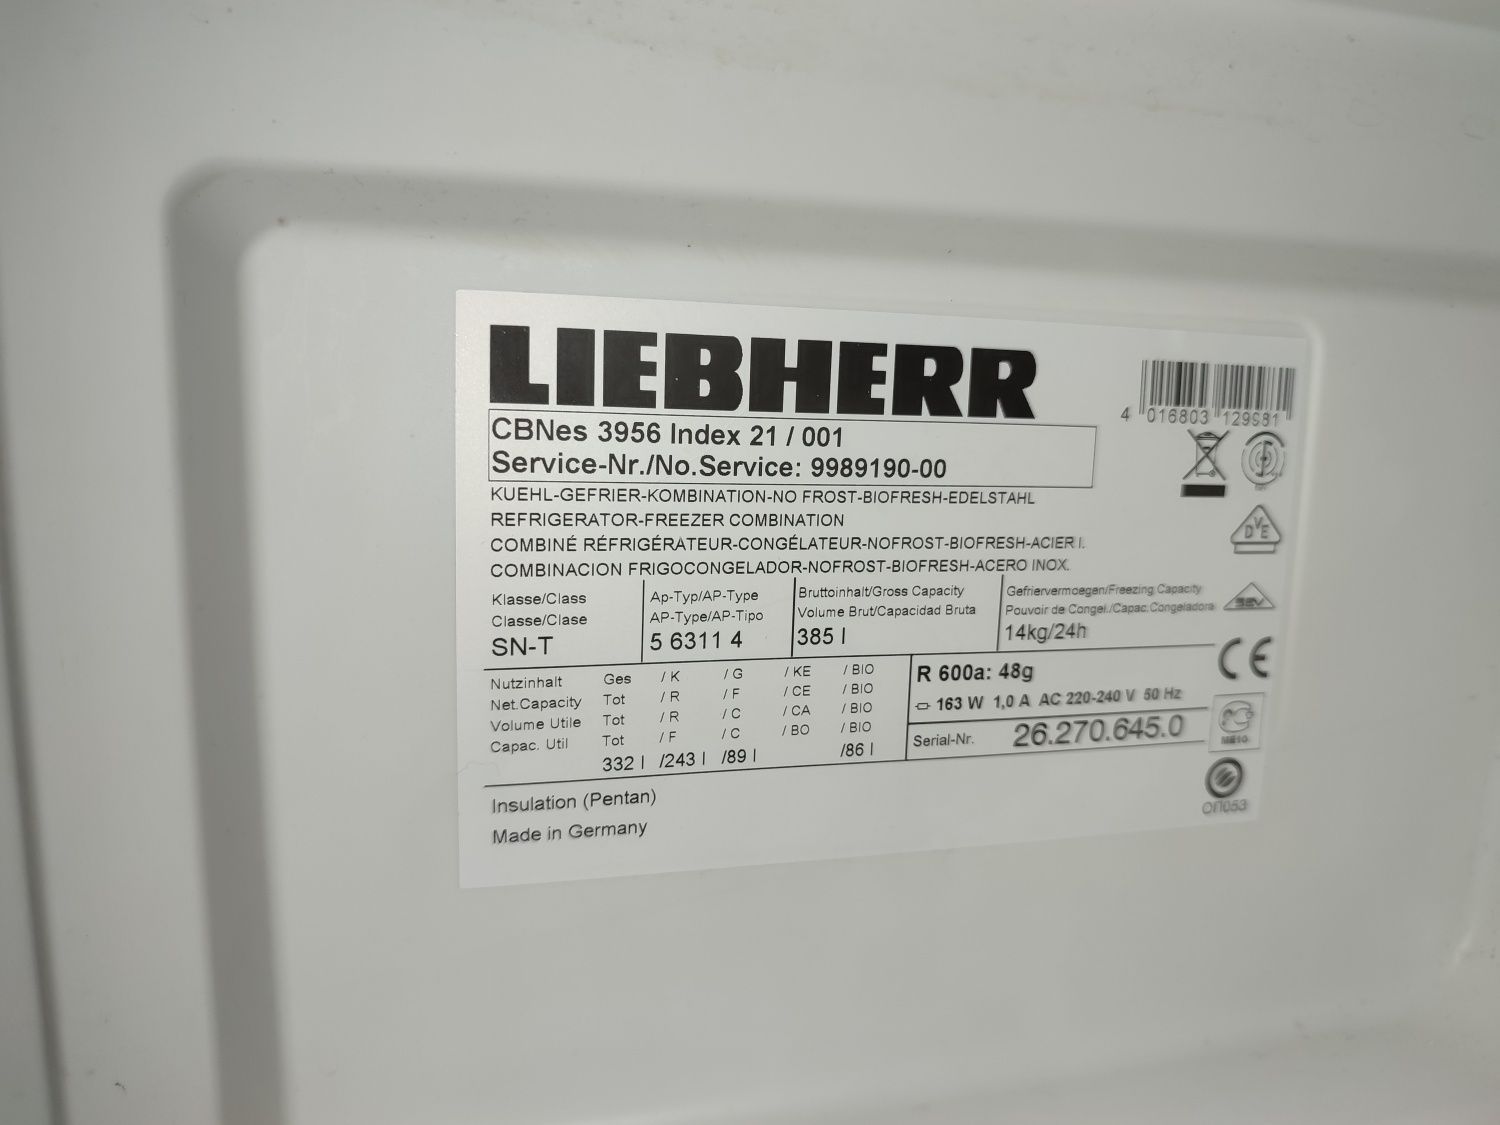 LIEBHERR
4 016803 129981
CBNes 3956 Index 21 / 001
Service-Nr./No.Service: 9989190-00
KUEHL-GEFRIER-KOMBINATION-NO FROST-BIOFRESH-EDELSTAHL
REFRIGERATOR-FREEZER COMBINATION
COMBINÉ RÉFRIGÉRATEUR-CONGÉLATEUR-NOFROST-BIOFRESH-ACIER I.
COMBINACION FRIGOCONGELADOR-NOFROST-BIOFRESH-ACERO INOX.
DVE
Klasse/Class
Classe/Clase
SN-T
Ap-Typ/AP-Type
AP-Type/AP-Tipo
5 6311 4
Bruttoinhalt/Gross Capacity
Volume Brut/Capacidad Bruta
385 l
Gefriervermoegen/Freezing Capacity
Pouvoir de Congel./Capac.Congeladora
14kg/24h
CE
Nutzinhalt Ges / K / G / KE / BIO
Net.Capacity Tot / R / F / CE / BIO
Volume Utile Tot / R / C / CA / BIO
Capac. Util Tot / F / C / BO / BIO
332 l /243 l /89 l /86 l
R 600a: 48g
163 W 1,0 A AC 220-240 V 50 Hz
Serial-Nr. 26.270.645.0
ME10
ОП053
Insulation (Pentan)
Made in Germany